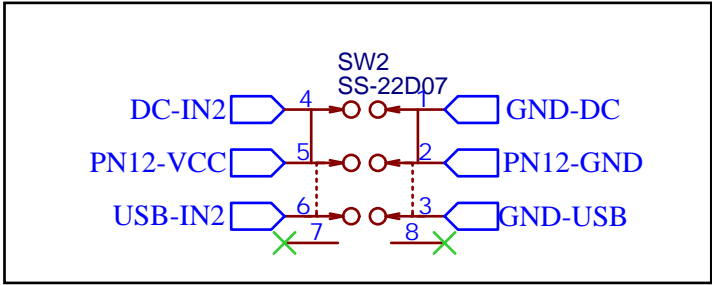 SW2
SS-22D07
DC-IN2 4 1 GND-DC
PN12-VCC 5 2 PN12-GND
USB-IN2 6 3 GND-USB
7 8